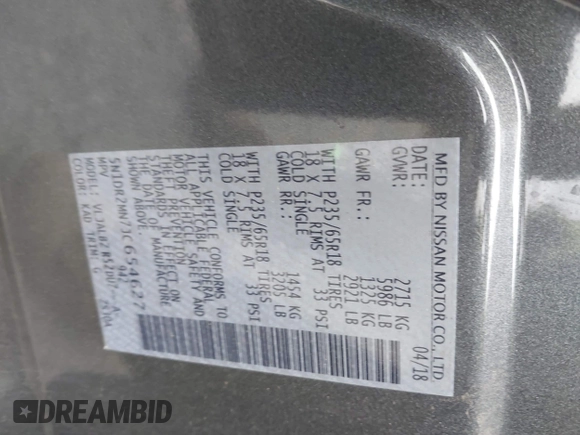 MFD BY NISSAN MOTOR CO., LTD
DATE: 04/18
GVWR: 2715 KG
5986 LB
GAWR FR.: 1325 KG
2921 LB
WITH P235/65R18 TIRES
18 X 7.5 RIMS AT
COLD SINGLE 33 PSI
GAWR RR.: 1454 KG
3205 LB
WITH P235/65R18 TIRES
18 X 7.5 RIMS AT
COLD SINGLE 33 PSI
THIS VEHICLE CONFORMS TO
ALL APPLICABLE FEDERAL
MOTOR VEHICLE SAFETY AND
THEFT PREVENTION
STANDARDS IN EFFECT ON
THE DATE OF MANUFACTURE
SHOWN ABOVE.
5N1DR2MN7JC654627
MPV
MODEL:
COLOR: KAD TRIM: G
DREAMBID